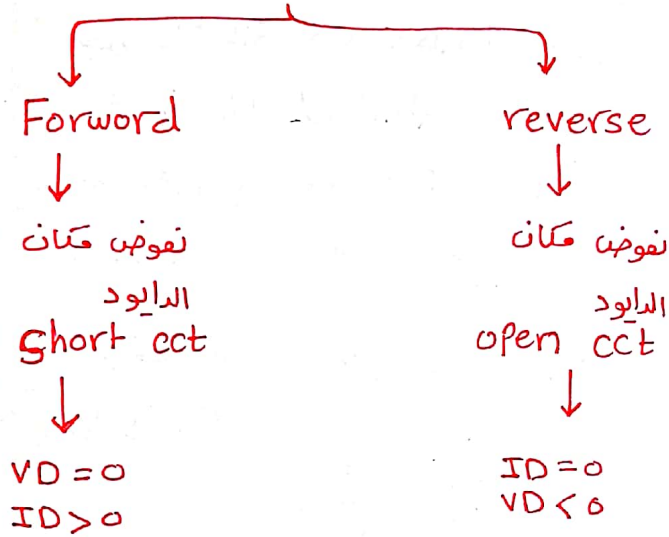 Forword
نعوض مكان
الدايود
short cct
VD = 0
ID > 0
reverse
نعوض مكان
الدايود
open cct
ID = 0
VD < 0